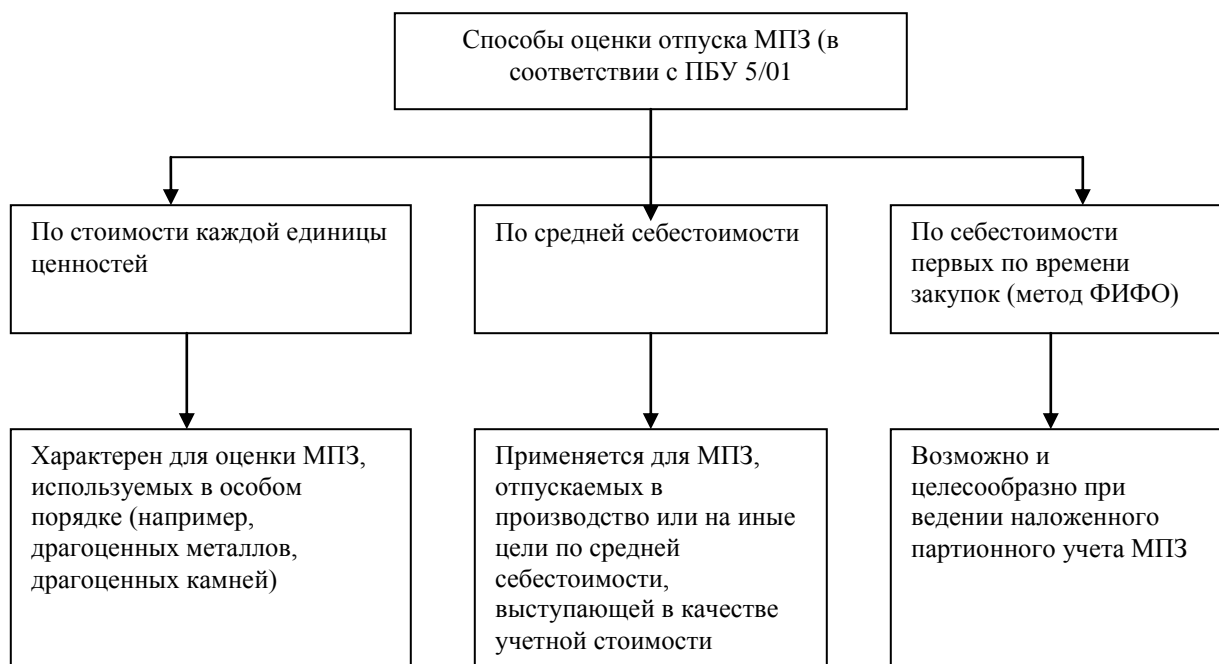 Способы оценки отпуска МПЗ (в
соответствии с ПБУ 5/01
По стоимости каждой единицы
ценностей
По средней себестоимости
По себестоимости
первых по времени
закупок (метод ФИФО)
Характерен для оценки МПЗ,
используемых в особом
порядке (например,
драгоценных металлов,
драгоценных камней)
Применяется для МПЗ,
отпускаемых в
производство или на иные
цели по средней
себестоимости,
выступающей в качестве
учетной стоимости
Возможно и
целесообразно при
ведении наложенного
партионного учета МПЗ